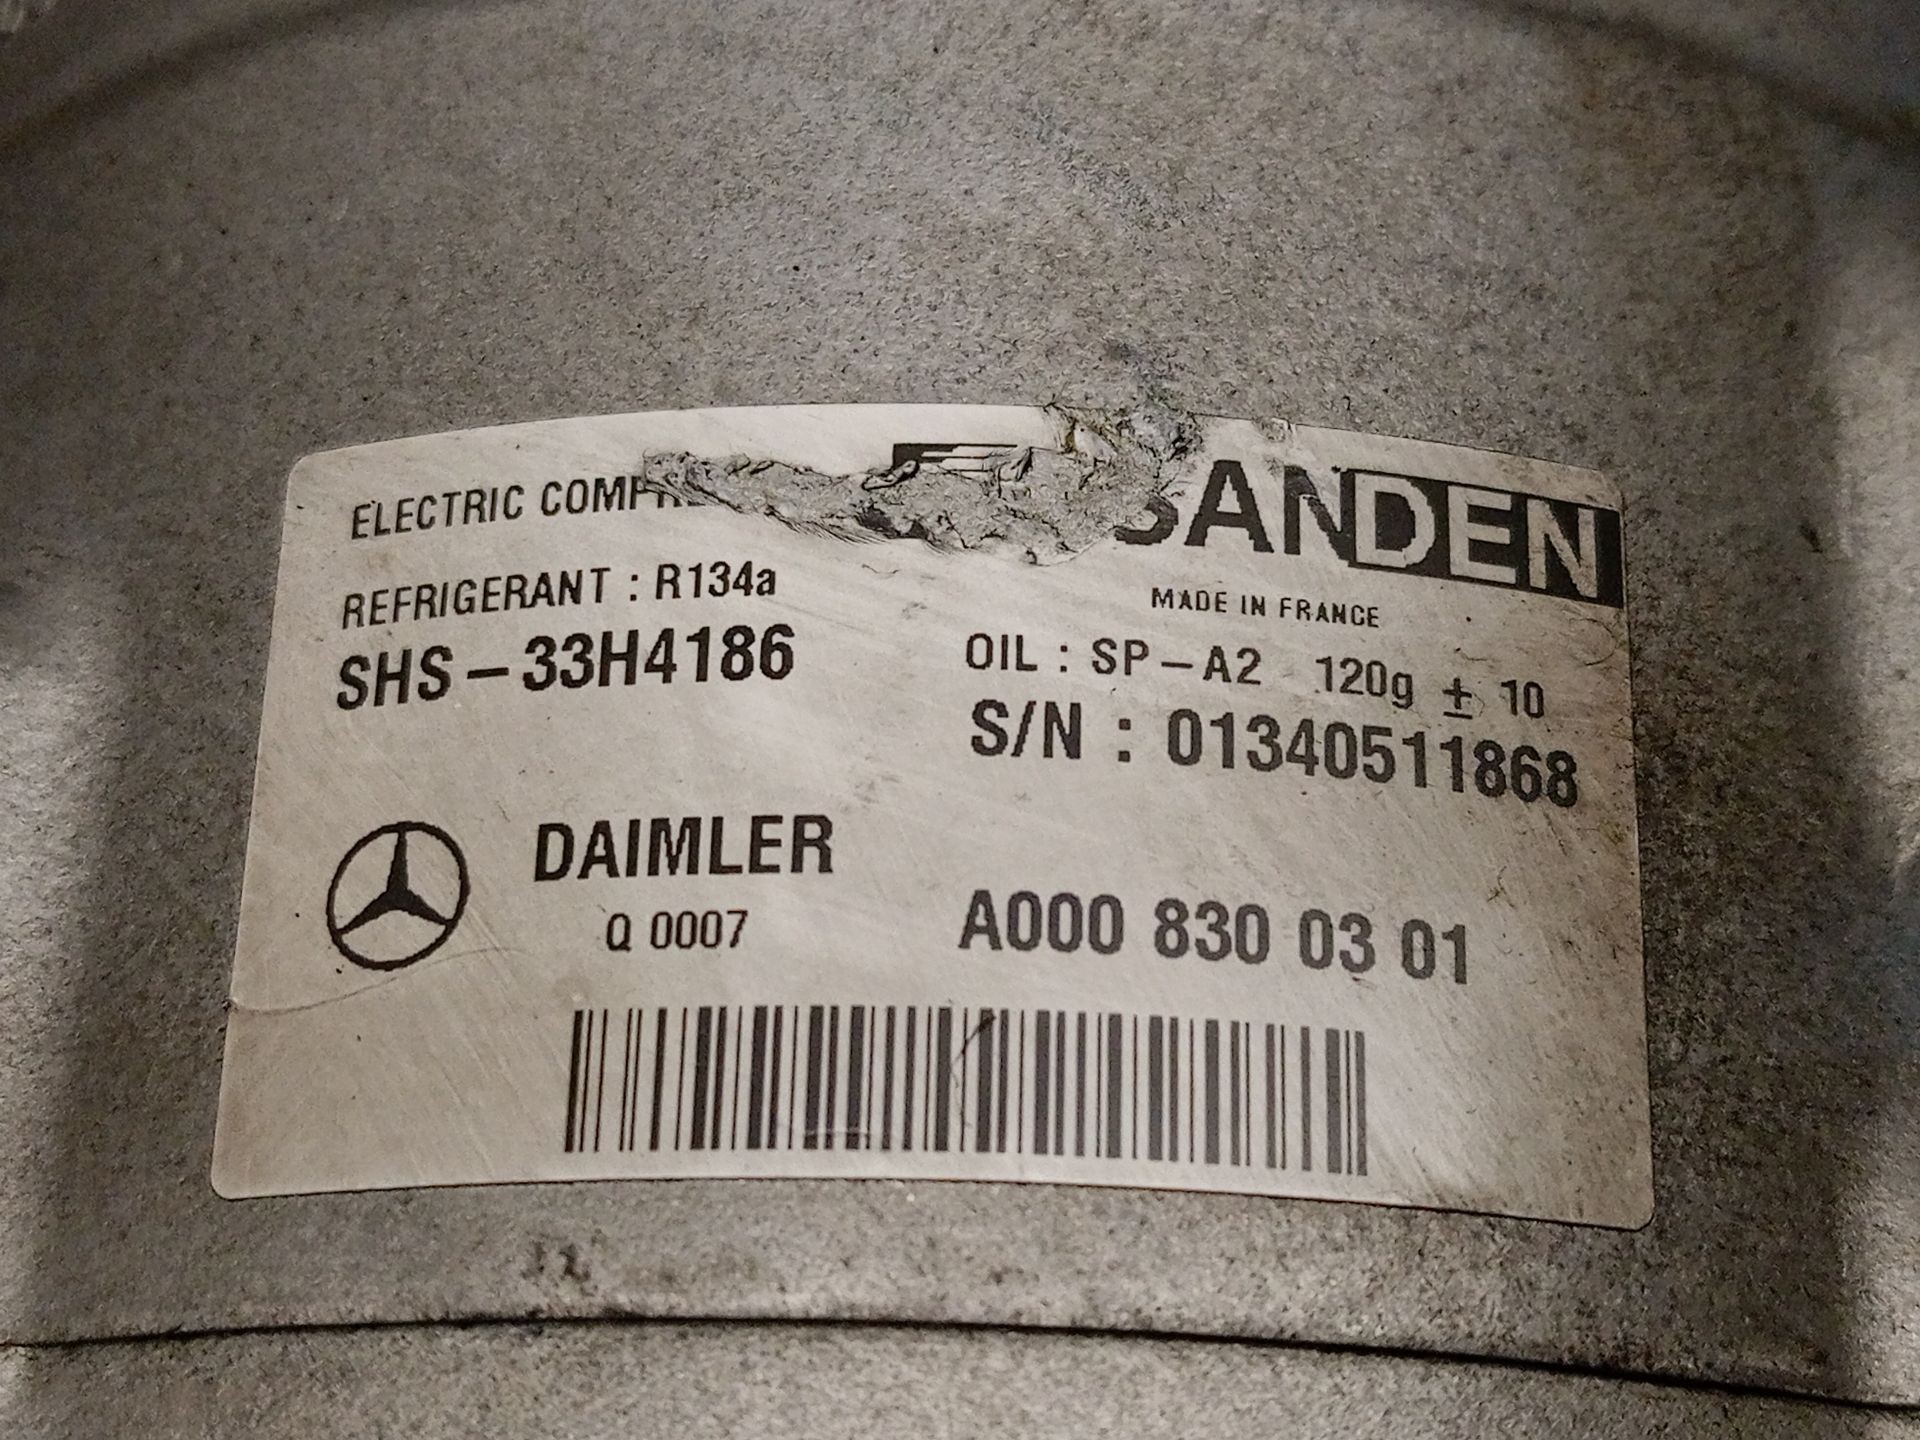 ELECTRIC
SANDEN
REFRIGERANT : R134a
MADE IN FRANCE
SHS-33H4186
OIL : SP-A2 120g ± 10
S/N : 01340511868
DAIMLER
Q 0007
A000 830 03 01